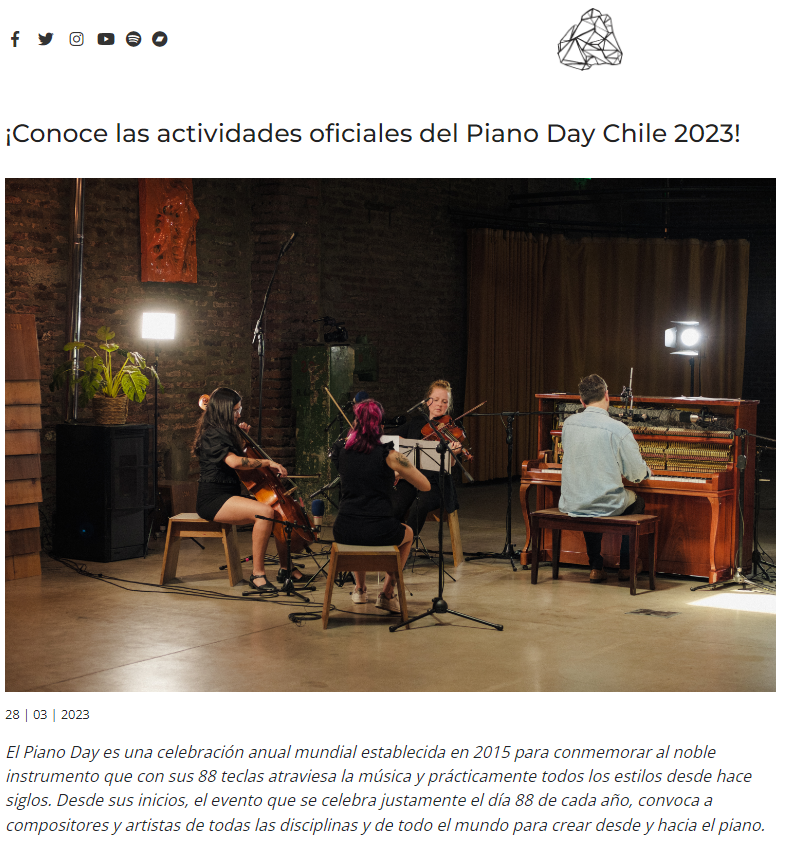 ¡Conoce las actividades oficiales del Piano Day Chile 2023!
28 | 03 | 2023
El Piano Day es una celebración anual mundial establecida en 2015 para conmemorar al noble
instrumento que con sus 88 teclas atraviesa la música y prácticamente todos los estilos desde hace
siglos. Desde sus inicios, el evento que se celebra justamente el día 88 de cada año, convoca a
compositores y artistas de todas las disciplinas y de todo el mundo para crear desde y hacia el piano.